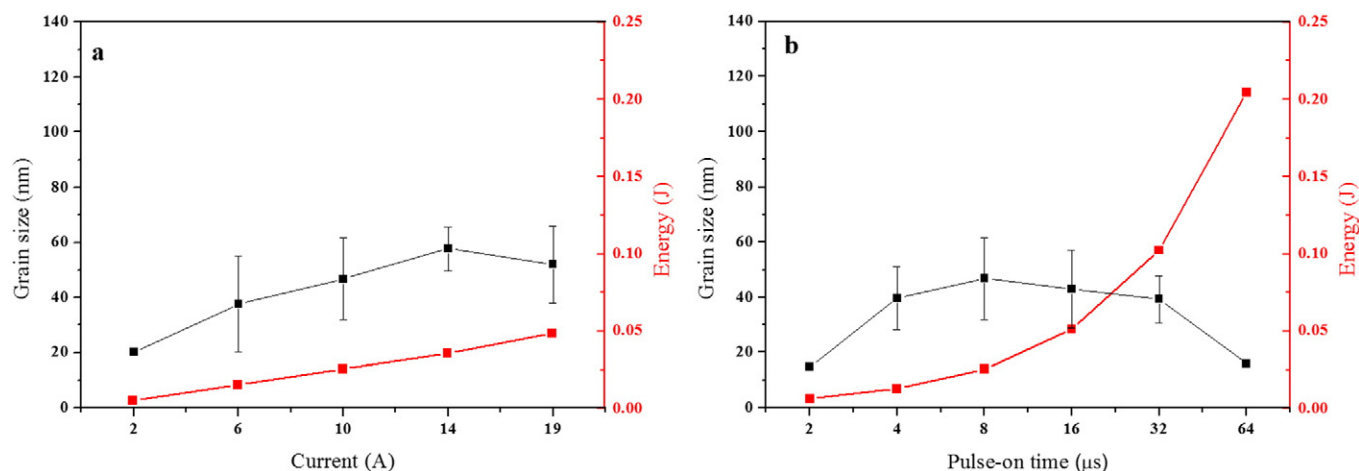 a
140
120
100
80
60
40
20
0
Grain size (nm)
0.25
0.20
0.15
0.10
0.05
0.00
Energy (J)
2 6 10 14 19
Current (A)
b
140
120
100
80
60
40
20
0
Grain size (nm)
0.25
0.20
0.15
0.10
0.05
0.00
Energy (J)
2 4 8 16 32 64
Pulse-on time (μs)